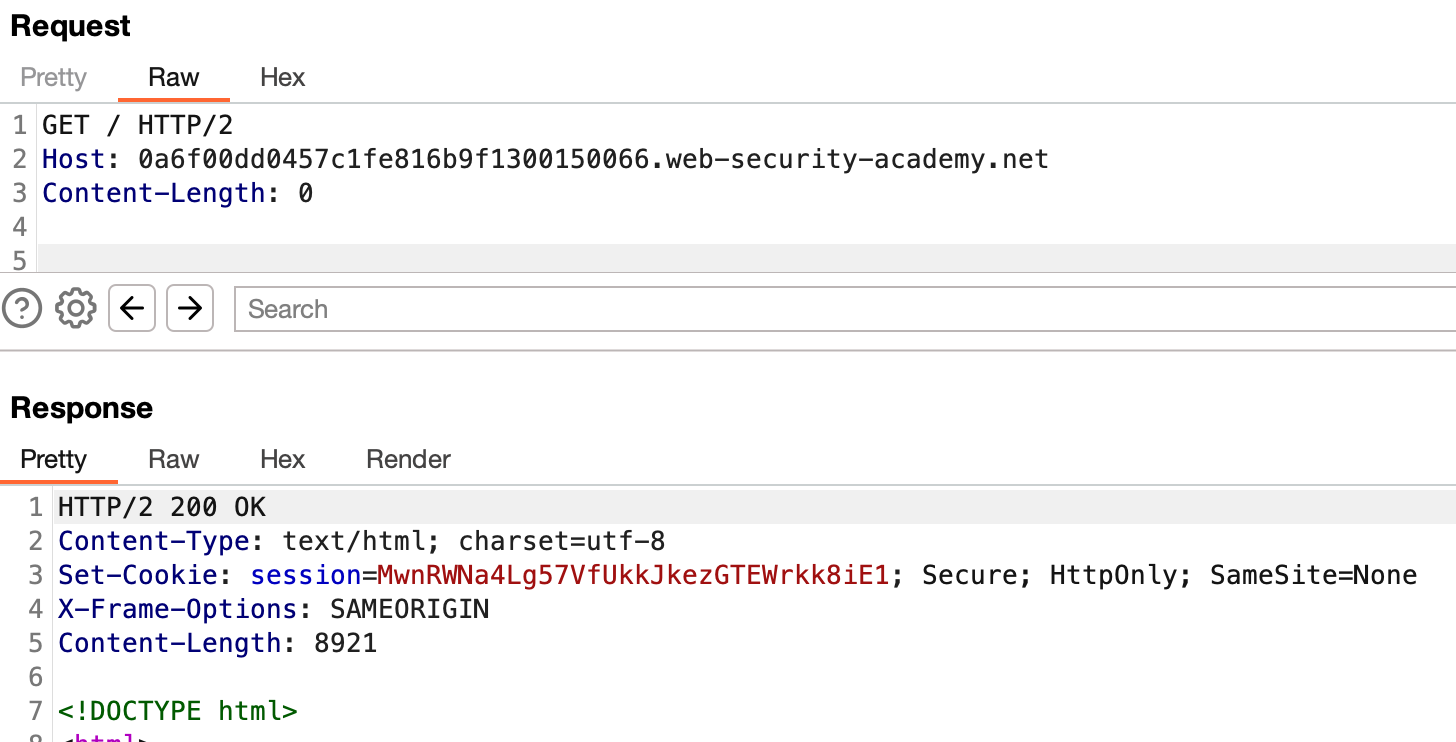 Request
Pretty Raw Hex
1 GET / HTTP/2
2 Host: 0a6f00dd0457c1fe816b9f1300150066.web-security-academy.net
3 Content-Length: 0
4
5
? Search
Response
Pretty Raw Hex Render
1 HTTP/2 200 OK
2 Content-Type: text/html; charset=utf-8
3 Set-Cookie: session=MwnRWNa4Lg57VfUkkJkezGTEWrkk8iE1; Secure; HttpOnly; SameSite=None
4 X-Frame-Options: SAMEORIGIN
5 Content-Length: 8921
6
7 <!DOCTYPE html>
8 <html>